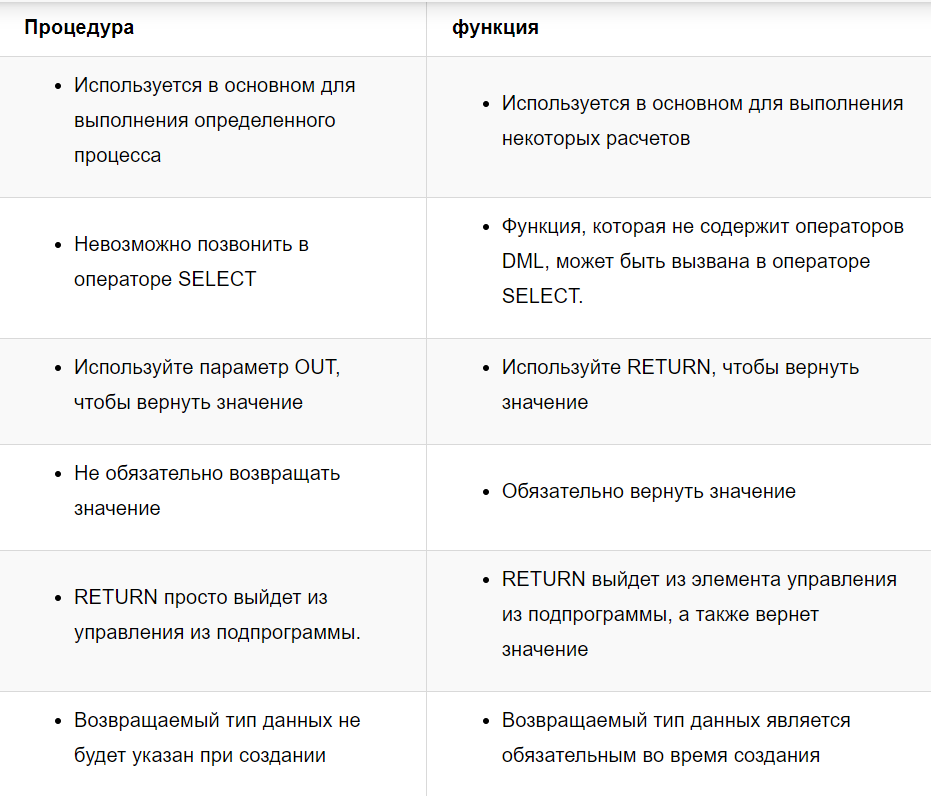 Процедура
функция
Используется в основном для
выполнения определенного
процесса
Используется в основном для выполнения
некоторых расчетов
Невозможно позвонить в
операторе SELECT
Функция, которая не содержит операторов
DML, может быть вызвана в операторе
SELECT.
Используйте параметр OUT,
чтобы вернуть значение
Используйте RETURN, чтобы вернуть
значение
Не обязательно возвращать
значение
Обязательно вернуть значение
RETURN просто выйдет из
управления из подпрограммы.
RETURN выйдет из элемента управления
из подпрограммы, а также вернет
значение
Возвращаемый тип данных не
будет указан при создании
Возвращаемый тип данных является
обязательным во время создания